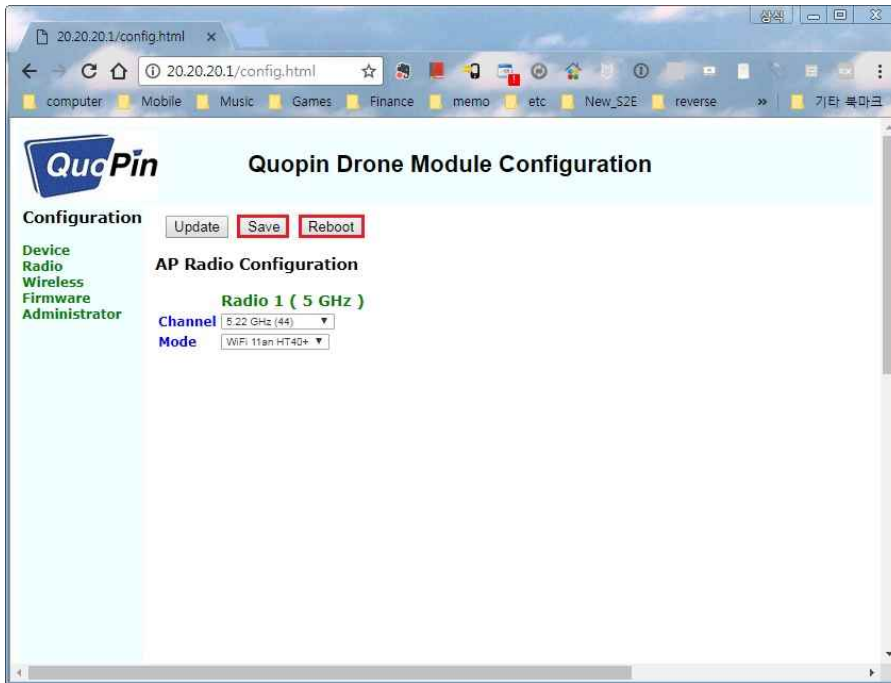 상식
20.20.20.1/config.html
20.20.20.1/config.html
computer Mobile Music Games Finance memo etc New_S2E reverse » 기타 북마크
QuoPin
Quopin Drone Module Configuration
Configuration
Update Save Reboot
Device
Radio
Wireless
Firmware
Administrator
AP Radio Configuration
Radio 1 ( 5 GHz )
Channel 5.22 GHz (44)
Mode WiFi 11an HT40+